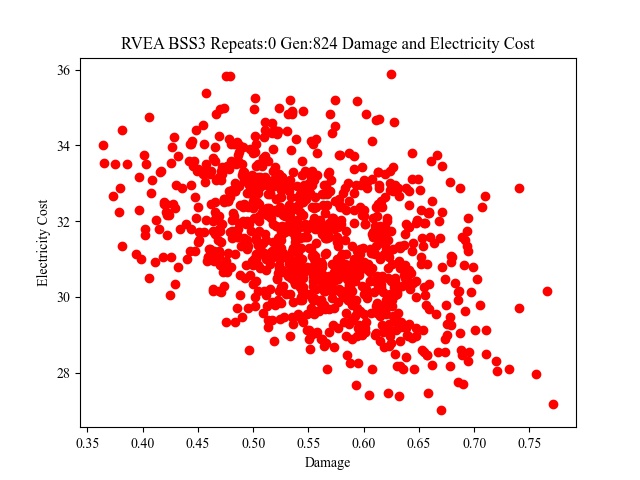 RVEA BSS3 Repeats:0 Gen:824 Damage and Electricity Cost
36
34
32
30
28
Electricity Cost
0.35 0.40 0.45 0.50 0.55 0.60 0.65 0.70 0.75
Damage